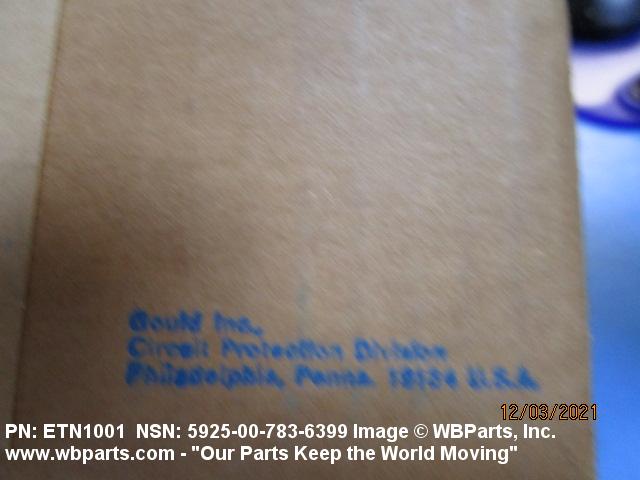 Gould Inc.,
Circuit Protection Division
Philadelphia, Penna. 19134 U.S.A.
12/03/2021
PN: ETN1001 NSN: 5925-00-783-6399 Image © WBParts, Inc.
www.wbparts.com - "Our Parts Keep the World Moving"